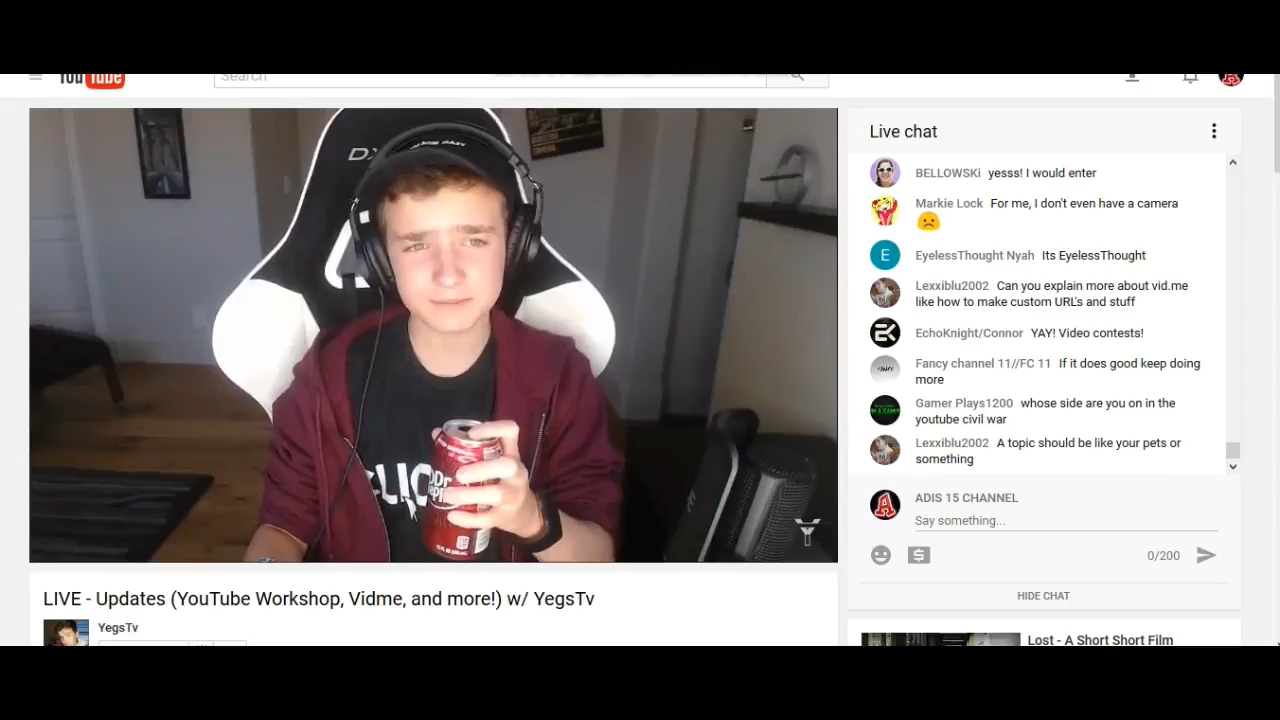 YouTube
Search
DX
Live chat
BELLOWSKi yesss! I would enter
Markie Lock For me, I don't even have a camera
EyelessThought Nyah Its EyelessThought
E
Lexxiblu2002 Can you explain more about vid.me
like how to make custom URL's and stuff
EchoKnight/Connor YAY! Video contests!
EK
Fancy channel 11//FC 11 If it does good keep doing
more
Gamer Plays1200 whose side are you on in the
youtube civil war
Lexxiblu2002 A topic should be like your pets or
something
ADIS 15 CHANNEL
Say something...
0/200
HIDE CHAT
LIVE - Updates (YouTube Workshop, Vidme, and more!) w/ YegsTv
YegsTv
Lost - A Short Short Film